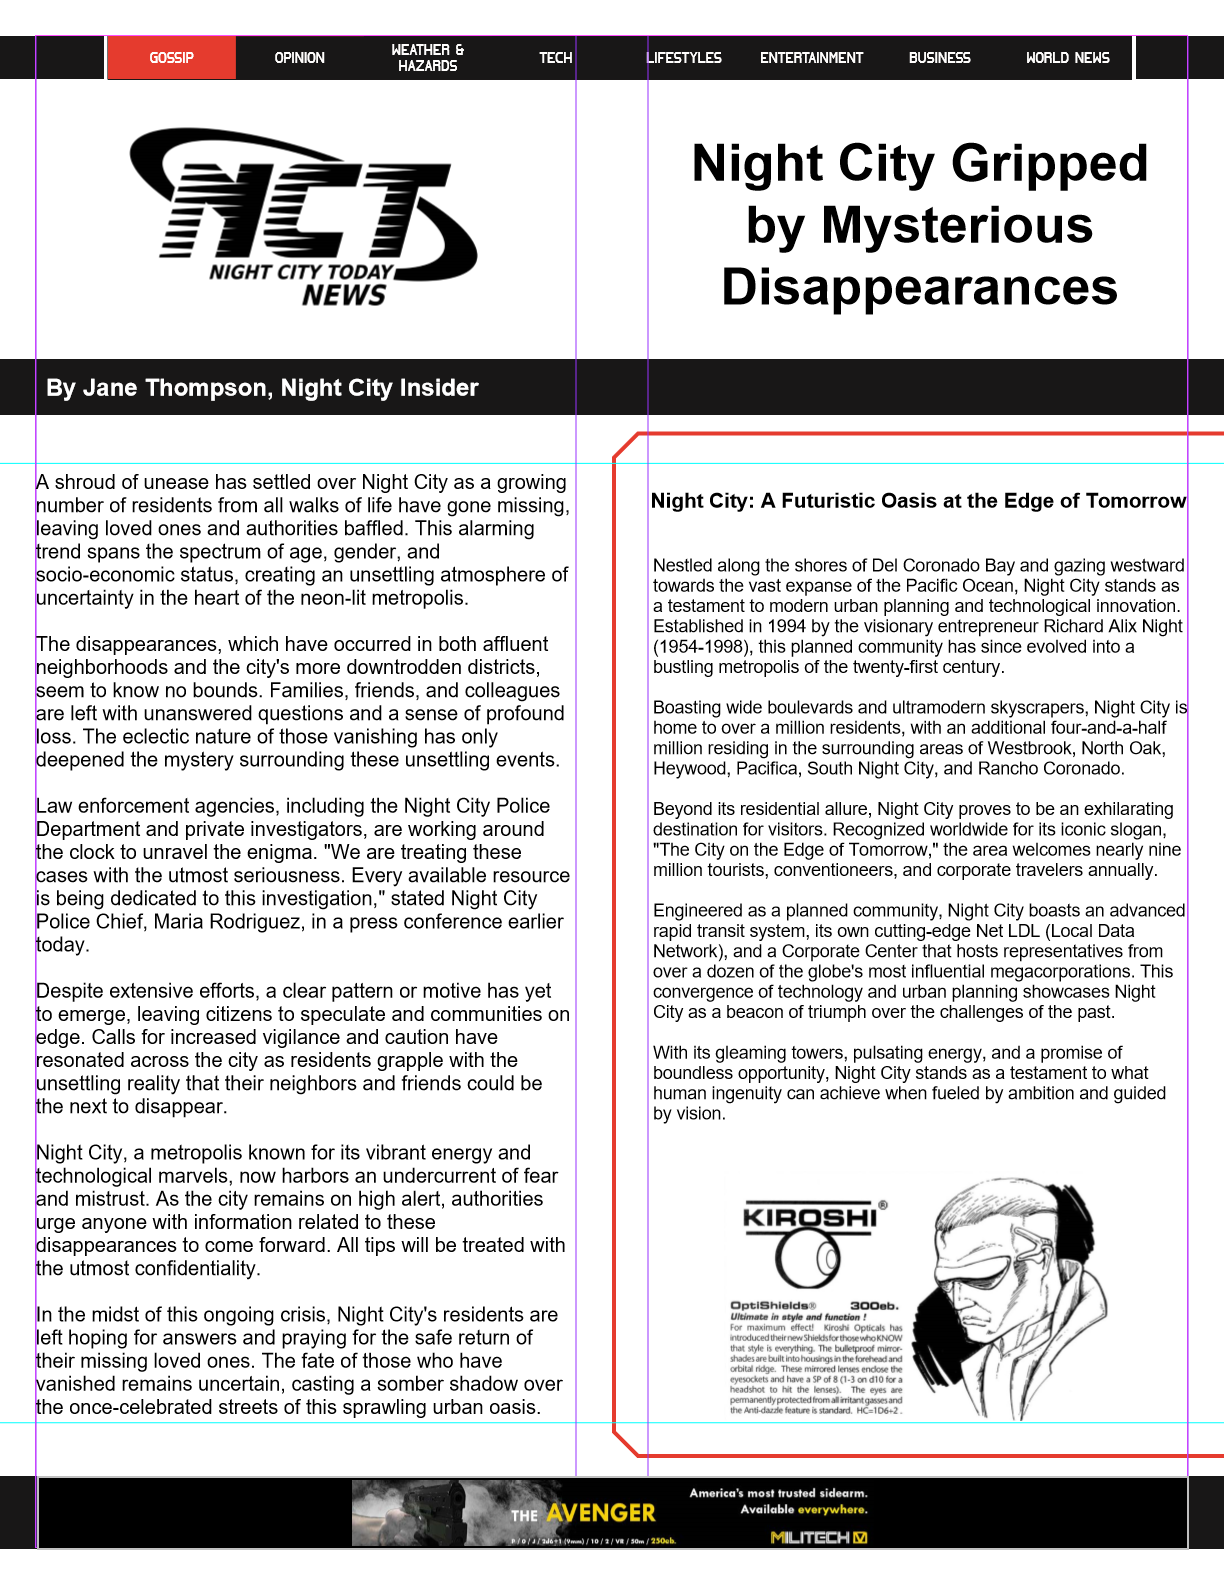 GOSSIP
OPINION
WEATHER &
HAZARDS
TECH
LIFESTYLES
ENTERTAINMENT
BUSINESS
WORLD NEWS
NCT
NIGHT CITY TODAY
NEWS
Night City Gripped
by Mysterious
Disappearances
By Jane Thompson, Night City Insider
A shroud of unease has settled over Night City as a growing
number of residents from all walks of life have gone missing,
leaving loved ones and authorities baffled. This alarming
trend spans the spectrum of age, gender, and
socio-economic status, creating an unsettling atmosphere of
uncertainty in the heart of the neon-lit metropolis.
The disappearances, which have occurred in both affluent
neighborhoods and the city's more downtrodden districts,
seem to know no bounds. Families, friends, and colleagues
are left with unanswered questions and a sense of profound
loss. The eclectic nature of those vanishing has only
deepened the mystery surrounding these unsettling events.
Law enforcement agencies, including the Night City Police
Department and private investigators, are working around
the clock to unravel the enigma. "We are treating these
cases with the utmost seriousness. Every available resource
is being dedicated to this investigation," stated Night City
Police Chief, Maria Rodriguez, in a press conference earlier
today.
Despite extensive efforts, a clear pattern or motive has yet
to emerge, leaving citizens to speculate and communities on
edge. Calls for increased vigilance and caution have
resonated across the city as residents grapple with the
unsettling reality that their neighbors and friends could be
the next to disappear.
Night City, a metropolis known for its vibrant energy and
technological marvels, now harbors an undercurrent of fear
and mistrust. As the city remains on high alert, authorities
urge anyone with information related to these
disappearances to come forward. All tips will be treated with
the utmost confidentiality.
In the midst of this ongoing crisis, Night City's residents are
left hoping for answers and praying for the safe return of
their missing loved ones. The fate of those who have
vanished remains uncertain, casting a somber shadow over
the once-celebrated streets of this sprawling urban oasis.
Night City: A Futuristic Oasis at the Edge of Tomorrow
Nestled along the shores of Del Coronado Bay and gazing westward
towards the vast expanse of the Pacific Ocean, Night City stands as
a testament to modern urban planning and technological innovation.
Established in 1994 by the visionary entrepreneur Richard Alix Night
(1954-1998), this planned community has since evolved into a
bustling metropolis of the twenty-first century.
Boasting wide boulevards and ultramodern skyscrapers, Night City is
home to over a million residents, with an additional four-and-a-half
million residing in the surrounding areas of Westbrook, North Oak,
Heywood, Pacifica, South Night City, and Rancho Coronado.
Beyond its residential allure, Night City proves to be an exhilarating
destination for visitors. Recognized worldwide for its iconic slogan,
"The City on the Edge of Tomorrow," the area welcomes nearly nine
million tourists, conventioneers, and corporate travelers annually.
Engineered as a planned community, Night City boasts an advanced
rapid transit system, its own cutting-edge Net LDL (Local Data
Network), and a Corporate Center that hosts representatives from
over a dozen of the globe's most influential megacorporations. This
convergence of technology and urban planning showcases Night
City as a beacon of triumph over the challenges of the past.
With its gleaming towers, pulsating energy, and a promise of
boundless opportunity, Night City stands as a testament to what
human ingenuity can achieve when fueled by ambition and guided
by vision.
KIROSHI®
OptiShields® 300eb.
Ultimate in style and function !
For maximum effect! Kiroshi Opticals has
introduced their new Shields for those who KNOW
that style is everything. The bulletproof mirror-
shades are built into housings in the forehead and
orbital ridge. These mirrored lenses enclose the
eyesockets and have a SP of 8 (1-3 on d10 for a
headshot to hit the lenses). The eyes are
permanently protected from all irritant gasses and
the Anti-dazzle feature is standard. HC=1D6+2 .
THE AVENGER
P / 0 / J / 2d6+1 (9mm) / 10 / 2 / VR / 50m / 250eb.
America's most trusted sidearm.
Available everywhere.
MILITECH